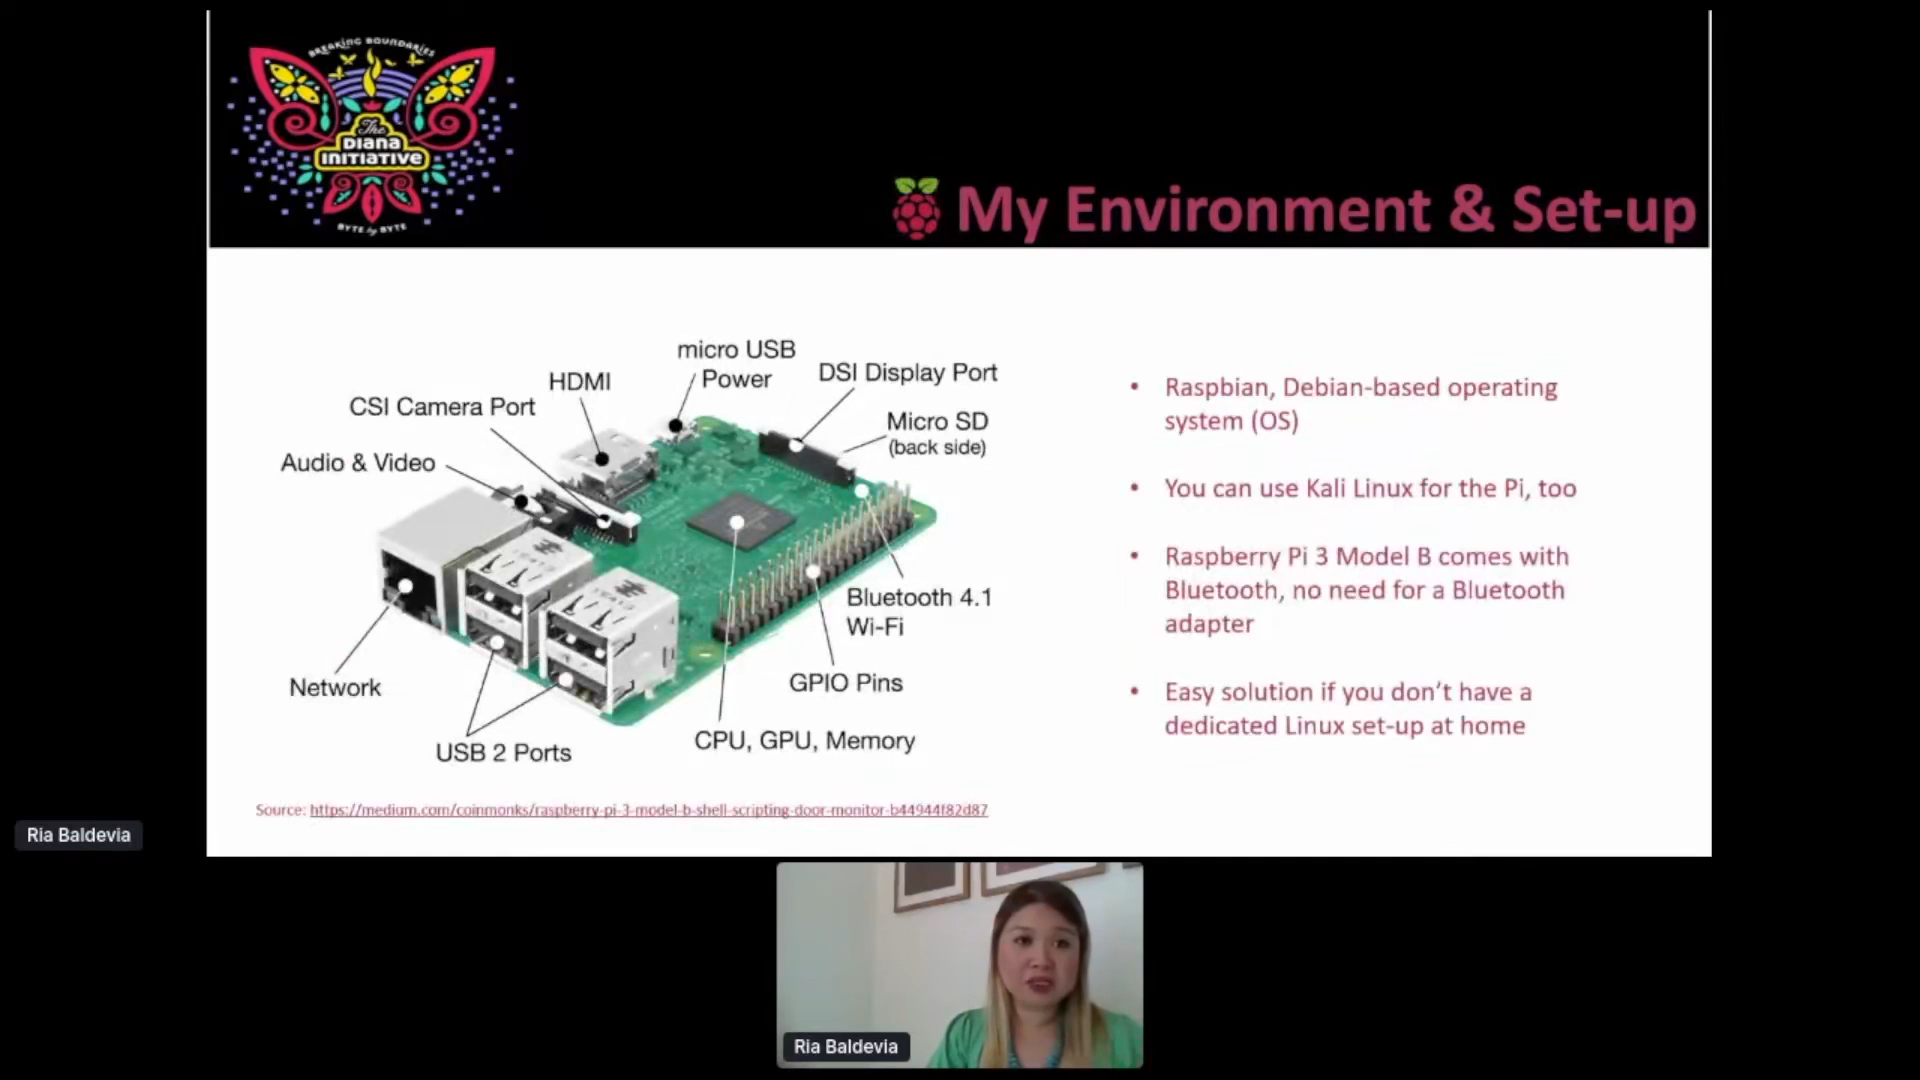 BREAKING BOUNDARIES
The
DIANA
INITIATIVE
BYTE by BYTE
My Environment & Set-up
micro USB
Power
DSI Display Port
HDMI
CSI Camera Port
Micro SD
(back side)
Audio & Video
Bluetooth 4.1
Wi-Fi
Network
GPIO Pins
CPU, GPU, Memory
USB 2 Ports
Source: https://medium.com/coinmonks/raspberry-pi-3-model-b-shell-scripting-door-monitor-b44944f82d87
• Raspbian, Debian-based operating
system (OS)
• You can use Kali Linux for the Pi, too
• Raspberry Pi 3 Model B comes with
Bluetooth, no need for a Bluetooth
adapter
• Easy solution if you don’t have a
dedicated Linux set-up at home
Ria Baldevia
Ria Baldevia